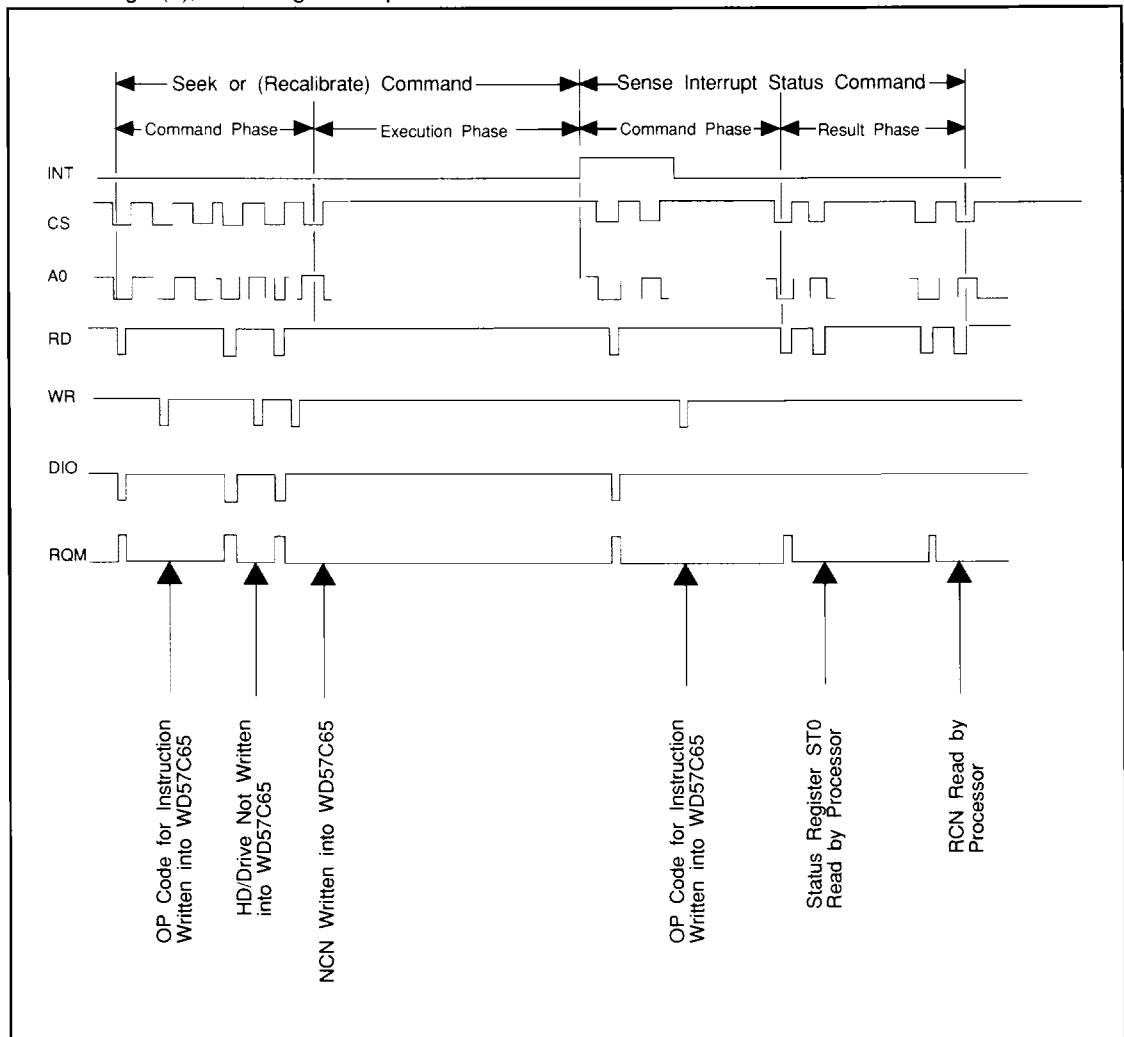 Seek or (Recalibrate) Command
Sense Interrupt Status Command
Command Phase
Execution Phase
Command Phase
Result Phase
INT
CS
A0
RD
WR
DIO
RQM
OP Code for Instruction
Written into WD57C65
HD/Drive Not Written
into WD57C65
NCN Written into WD57C65
OP Code for Instruction
Written into WD57C65
Status Register ST0
Read by Processor
RCN Read by
Processor